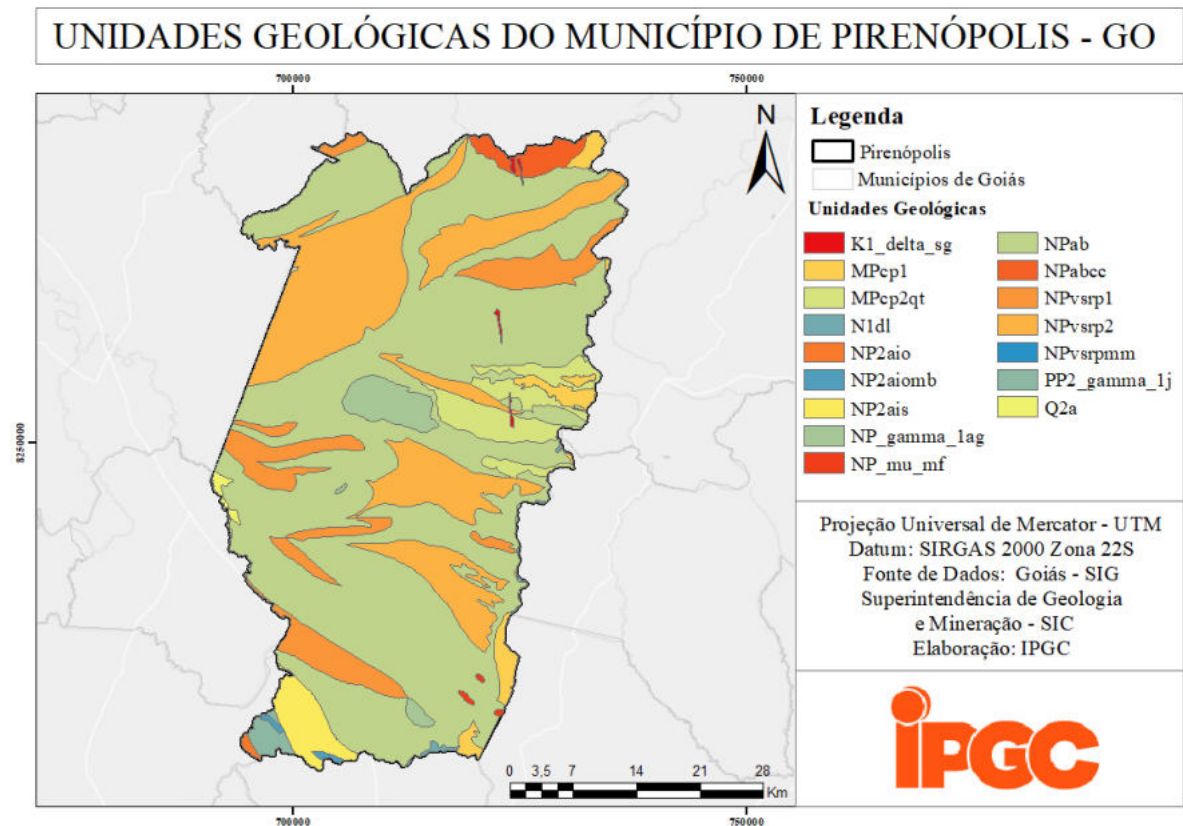 UNIDADES GEOLÓGICAS DO MUNICÍPIO DE PIRENÓPOLIS - GO
700000
750000
8250000
N
0 3,5 7 14 21 28
Km
700000
750000
Legenda
Pirenópolis
Municípios de Goiás
Unidades Geológicas
K1_delta_sg
MPcp1
MPcp2qt
N1dl
NP2aio
NP2aiomb
NP2ais
NP_gamma_1ag
NP_mu_mf
NPab
NPabcc
NPvsrp1
NPvsrp2
NPvsrpmm
PP2_gamma_1j
Q2a
Projeção Universal de Mercator - UTM
Datum: SIRGAS 2000 Zona 22S
Fonte de Dados: Goiás - SIG
Superintendência de Geologia
e Mineração - SIC
Elaboração: IPGC
iPGC